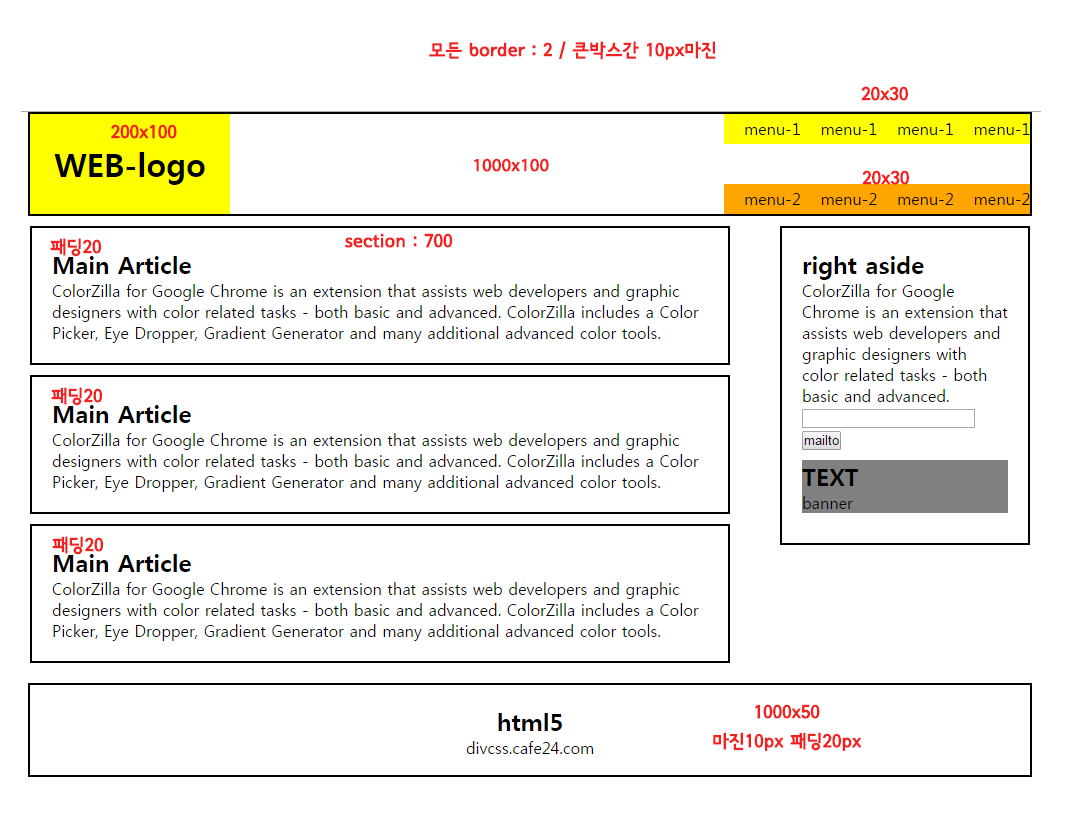 모든 border : 2 / 큰박스간 10px마진
20x30
200x100
WEB-logo
1000x100
menu-1 menu-1 menu-1 menu-1
20x30
menu-2 menu-2 menu-2 menu-2
section : 700
패딩20
Main Article
ColorZilla for Google Chrome is an extension that assists web developers and graphic
designers with color related tasks - both basic and advanced. ColorZilla includes a Color
Picker, Eye Dropper, Gradient Generator and many additional advanced color tools.
패딩20
Main Article
ColorZilla for Google Chrome is an extension that assists web developers and graphic
designers with color related tasks - both basic and advanced. ColorZilla includes a Color
Picker, Eye Dropper, Gradient Generator and many additional advanced color tools.
패딩20
Main Article
ColorZilla for Google Chrome is an extension that assists web developers and graphic
designers with color related tasks - both basic and advanced. ColorZilla includes a Color
Picker, Eye Dropper, Gradient Generator and many additional advanced color tools.
right aside
ColorZilla for Google
Chrome is an extension that
assists web developers and
graphic designers with
color related tasks - both
basic and advanced.
mailto
TEXT
banner
html5
divcss.cafe24.com
1000x50
마진10px 패딩20px